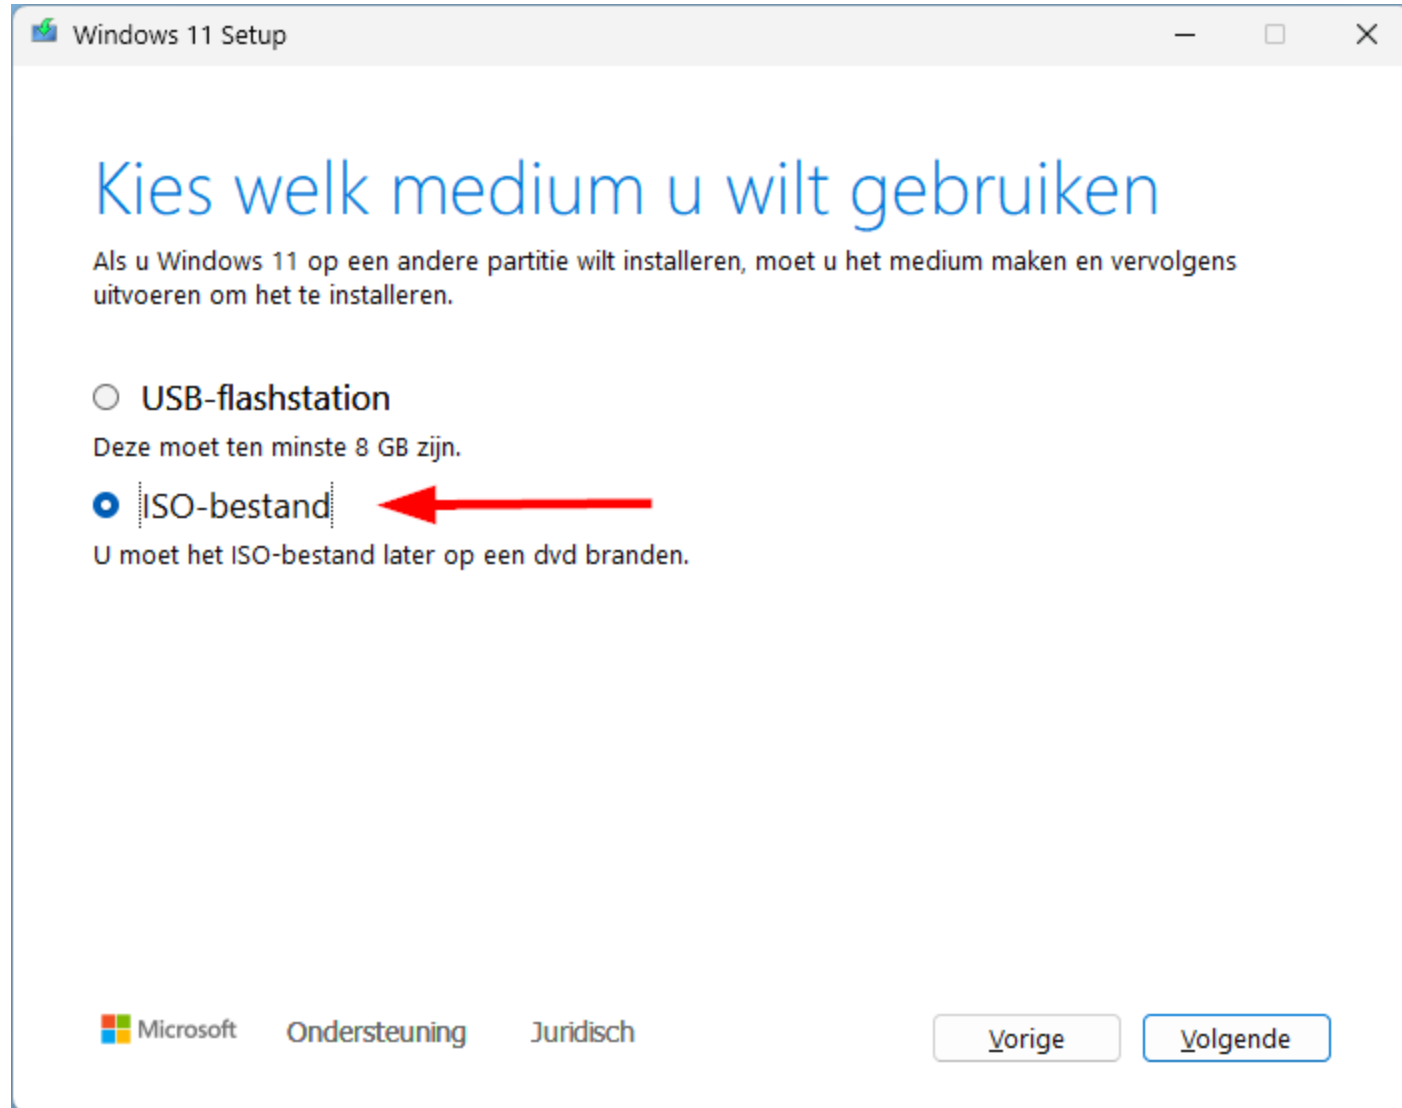 Windows 11 Setup
Kies welk medium u wilt gebruiken
Als u Windows 11 op een andere partitie wilt installeren, moet u het medium maken en vervolgens
uitvoeren om het te installeren.
USB-flashstation
Deze moet ten minste 8 GB zijn.
ISO-bestand
U moet het ISO-bestand later op een dvd branden.
Microsoft Ondersteuning Juridisch Vorige Volgende